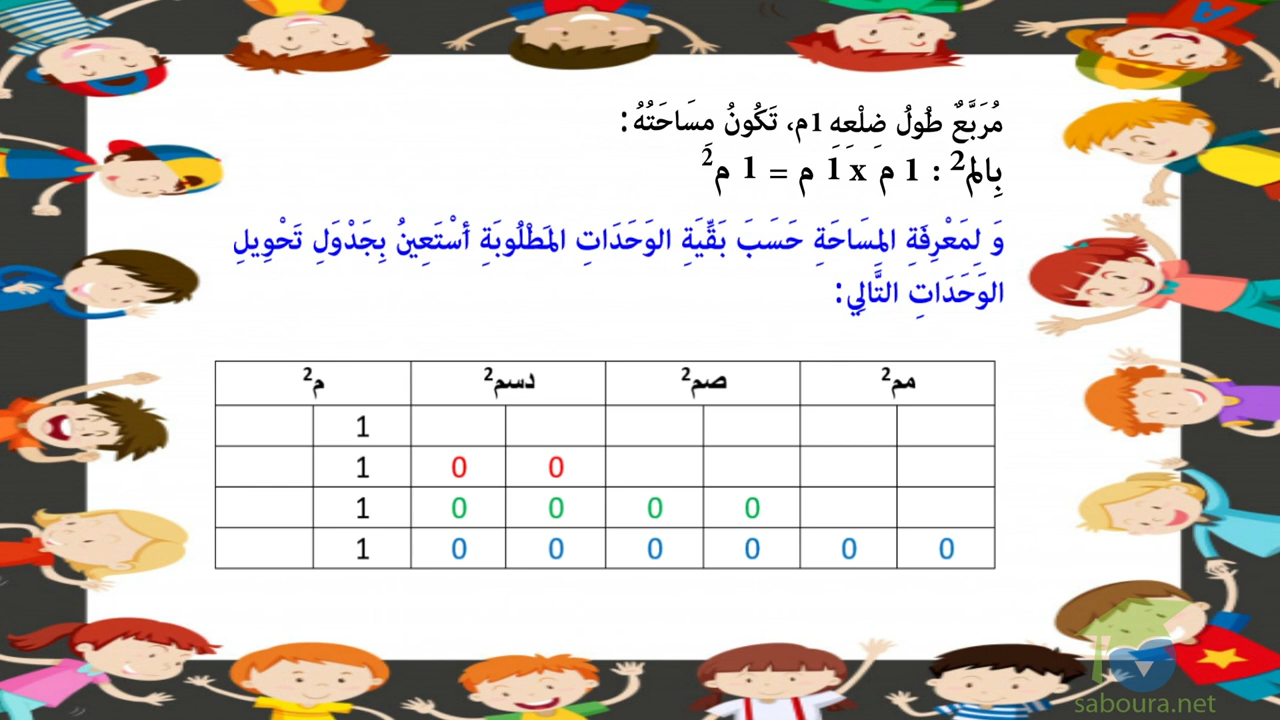 مُرَبَّعٌ طُولُ ضِلْعِهِ 1م، تَكُونُ مسَاحَتُهُ:
بِالم² : 1 م x 1 م = 1 م²
وَ لِمَعْرِفَةِ المِسَاحَةِ حَسَبَ بَقِّيَةِ الوَحَدَاتِ المَطْلُوبَةِ أَسْتَعِينُ بِجَدْوَلِ تَحْوِيلِ
الوَحَدَاتِ التَّالِي:
م² دسم² صم² مم²
1
1 0 0
1 0 0 0 0
1 0 0 0 0 0 0
saboura.net